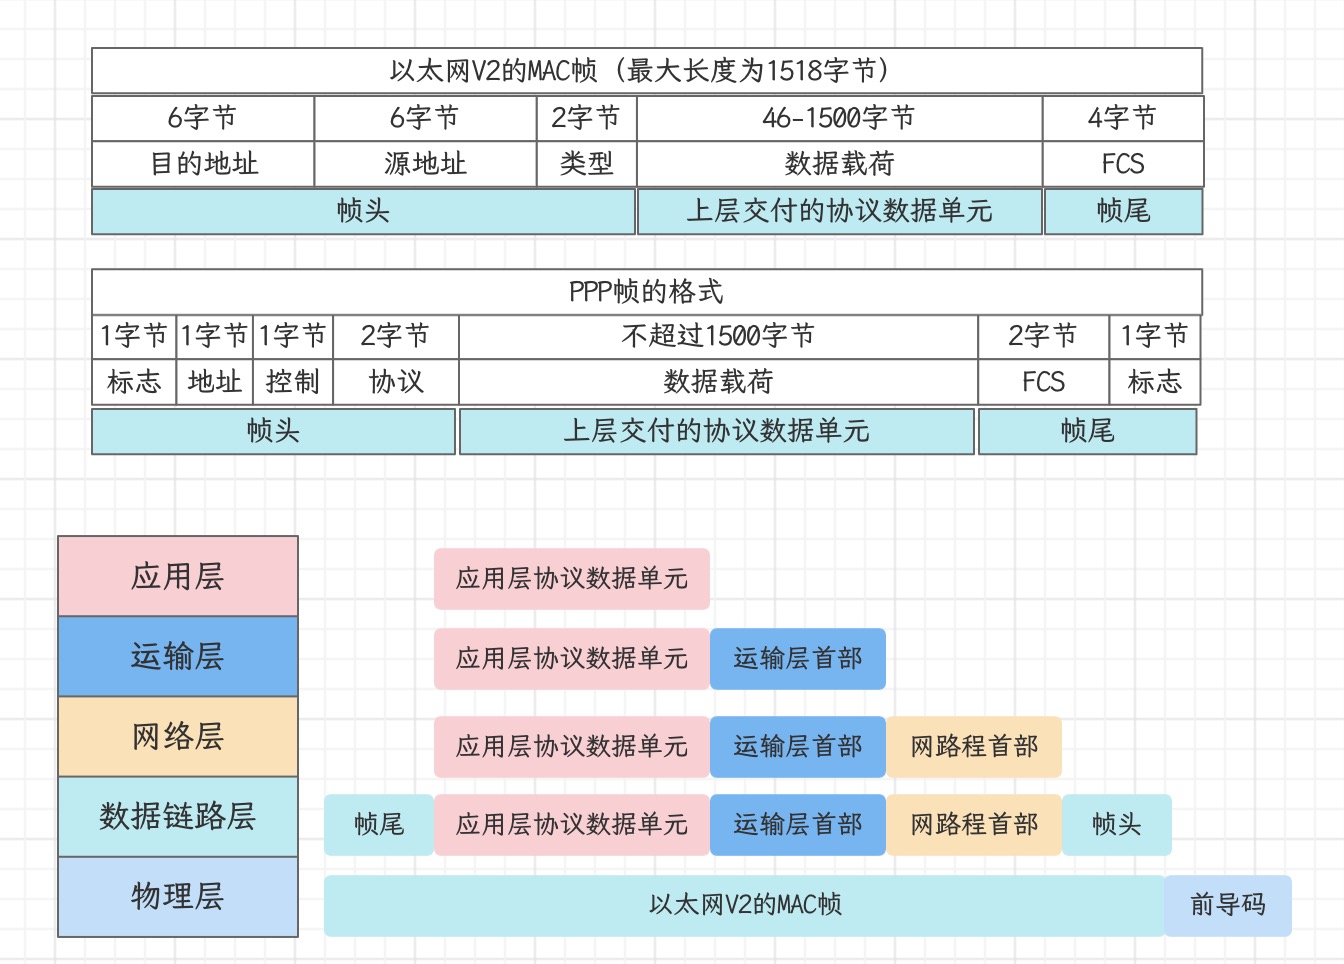 以太网V2的MAC帧（最大长度为1518字节）
6字节 6字节 2字节 46-1500字节 4字节
目的地址 源地址 类型 数据载荷 FCS
帧头 上层交付的协议数据单元 帧尾
PPP帧的格式
1字节 1字节 1字节 2字节 不超过1500字节 2字节 1字节
标志 地址 控制 协议 数据载荷 FCS 标志
帧头 上层交付的协议数据单元 帧尾
应用层 应用层协议数据单元
运输层 应用层协议数据单元 运输层首部
网络层 应用层协议数据单元 运输层首部 网路程首部
数据链路层 帧尾 应用层协议数据单元 运输层首部 网路程首部 帧头
物理层 以太网V2的MAC帧 前导码